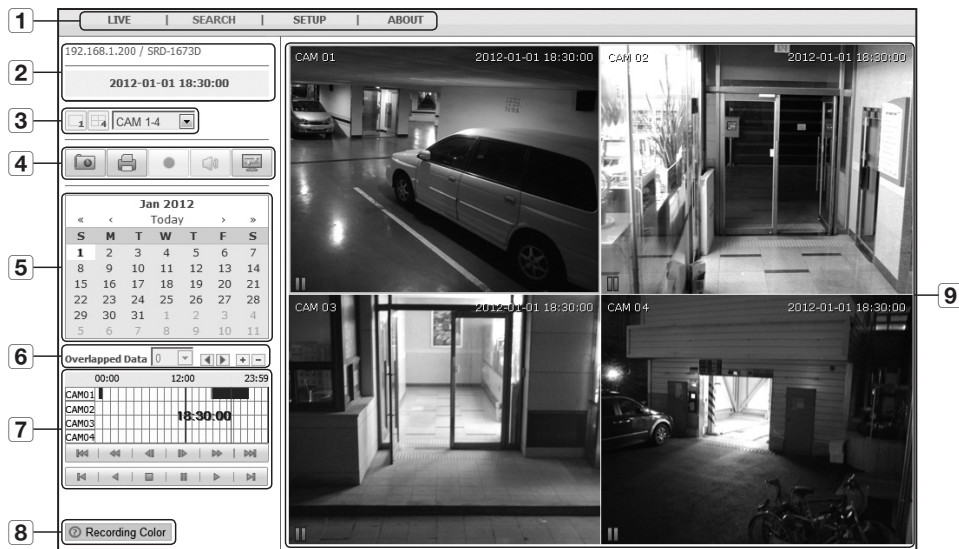 1 LIVE | SEARCH | SETUP | ABOUT
2 192.168.1.200 / SRD-1673D
2012-01-01 18:30:00
3 1 4 CAM 1-4
4
5 Jan 2012
« ‹ Today › »
S M T W T F S
1 2 3 4 5 6 7
8 9 10 11 12 13 14
15 16 17 18 19 20 21
22 23 24 25 26 27 28
29 30 31 1 2 3 4
5 6 7 8 9 10 11
6 Overlapped Data 0 + -
7 00:00 12:00 23:59
CAM01
CAM02
18:30:00
CAM03
CAM04
8 Recording Color
CAM 01 2012-01-01 18:30:00
CAM 02 2012-01-01 18:30:00
CAM 03 2012-01-01 18:30:00
CAM 04 2012-01-01 18:30:00
9